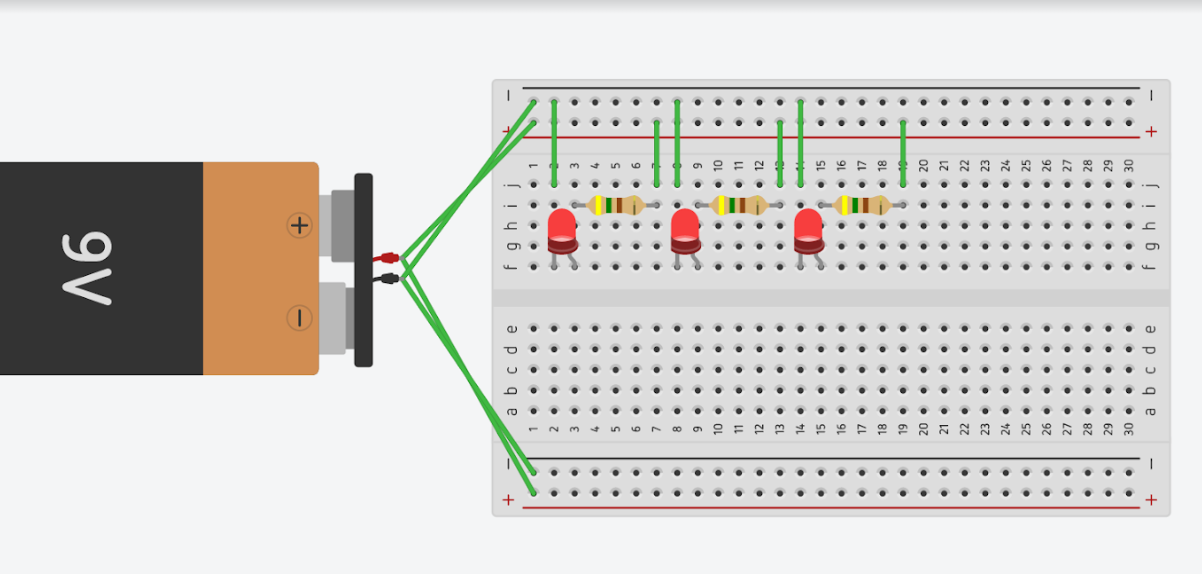 9V
+
−
− −
+ +
1 2 3 4 5 6 7 8 9 10 11 12 13 14 15 16 17 18 19 20 21 22 23 24 25 26 27 28 29 30
j j
i i
h h
g g
f f
e e
d d
c c
b b
a a
1 2 3 4 5 6 7 8 9 10 11 12 13 14 15 16 17 18 19 20 21 22 23 24 25 26 27 28 29 30
− −
+ +